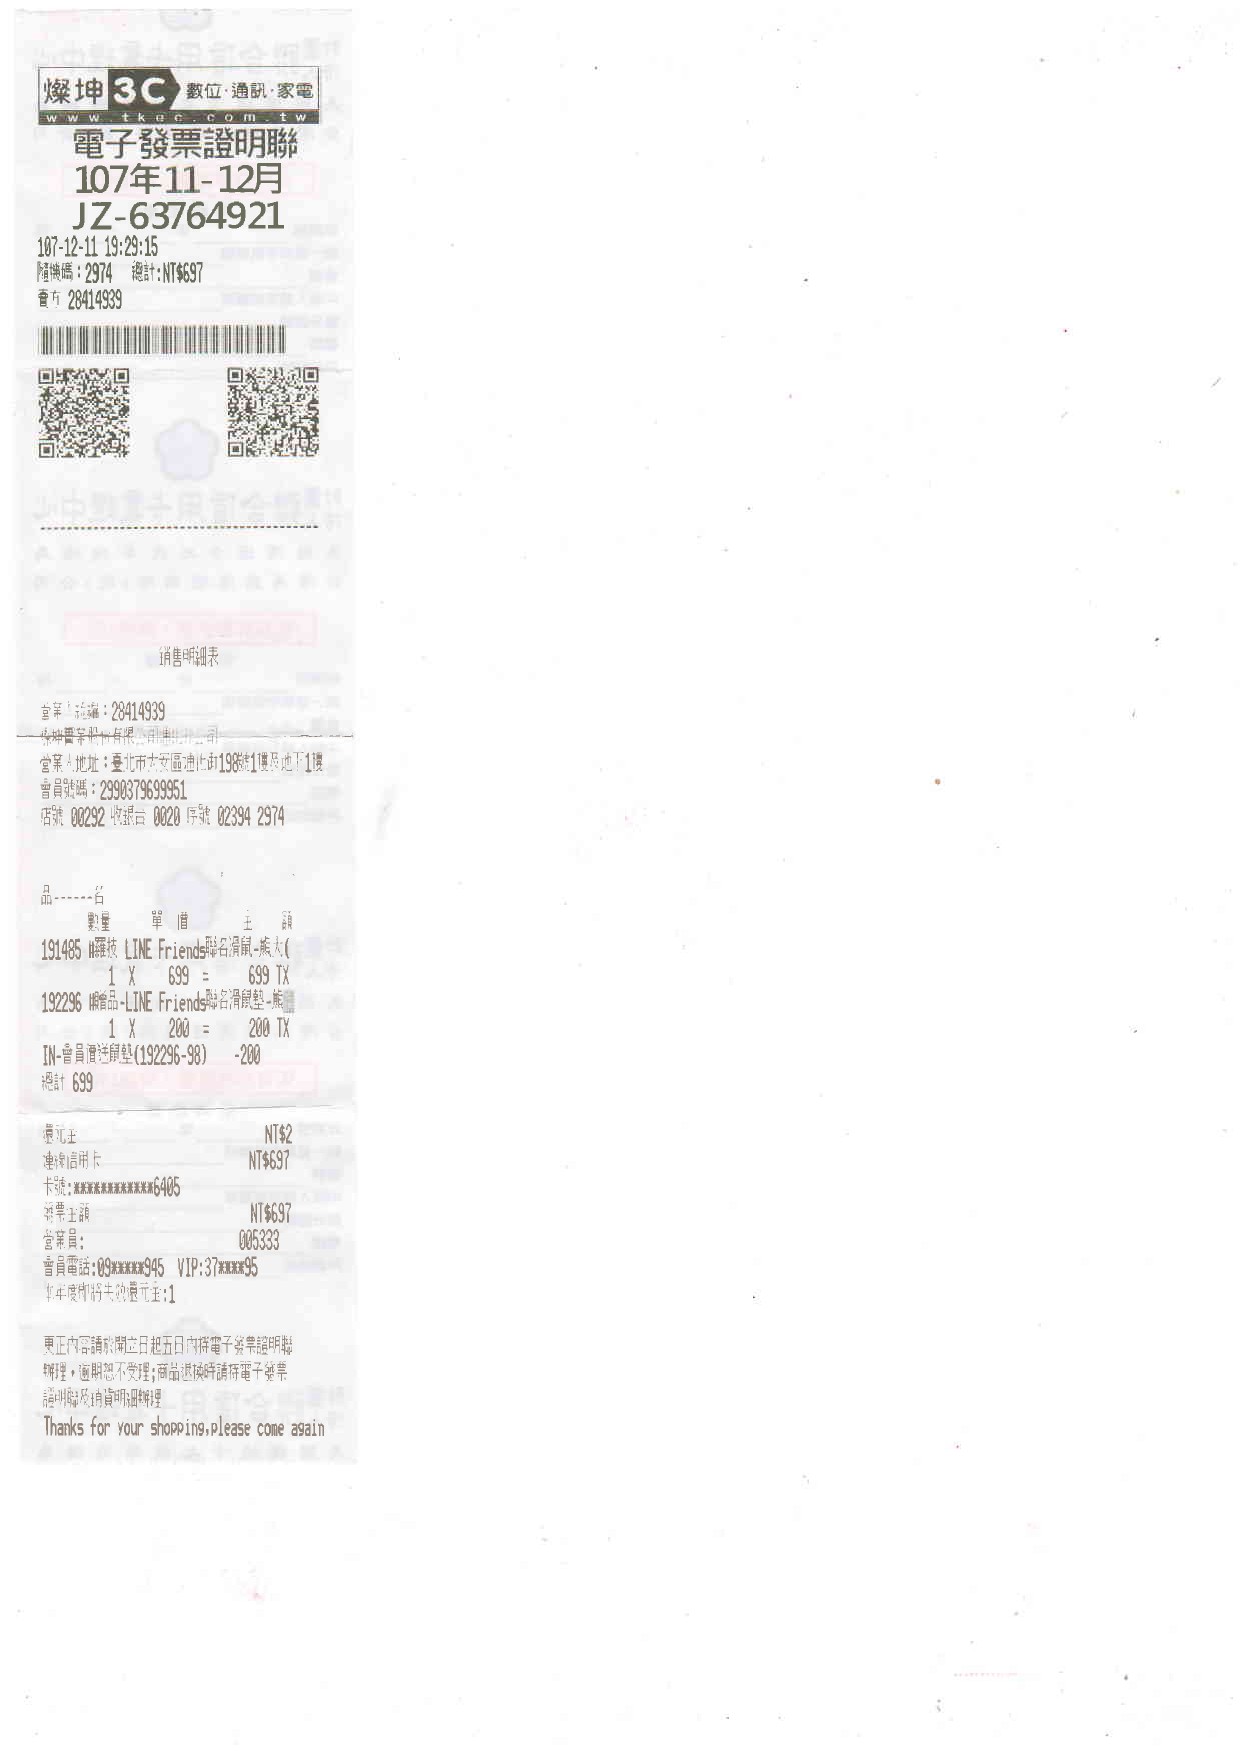 燦坤 3C 數位·通訊·家電
www.tkec.com.tw
電子發票證明聯
107年11-12月
JZ-63764921
107-12-11 19:29:15
隨機碼:2974 總計:NT$697
賣方 28414939
銷售明細表
營業人統編:28414939
燦坤實業股份有限公司通化分公司
營業人地址:臺北市大安區通化街198號1樓及地下1樓
會員號碼:2990379699951
店號 00292 收銀台 0020 序號 02394 2974
品------名
數量 單 價 金 額
191485 #羅技 LINE Friends聯名滑鼠-熊大(
1 X 699 = 699 TX
192296 #贈品-LINE Friends聯名滑鼠墊-熊
1 X 200 = 200 TX
IN-會員價送鼠墊(192296-98) -200
總計 699
還元金 NT$2
連線信用卡 NT$697
卡號:************6405
發票金額 NT$697
營業員: 005333
會員電話:09*****945 VIP:37****95
本年度即將失效還元金:1
更正內容請於開立日起五日內持電子發票證明聯
辦理,逾期恕不受理;商品退換時請持電子發票
證明聯及銷貨明細辦理
Thanks for your shopping,please come again